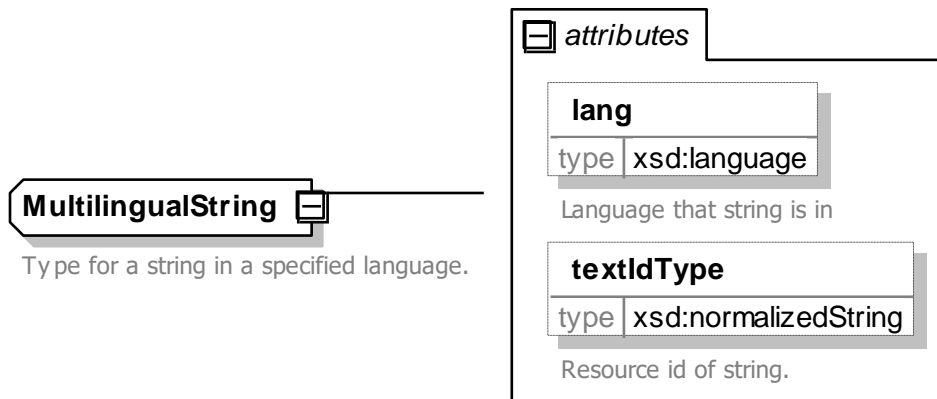 MultilingualString
Type for a string in a specified language.
attributes
lang
type xsd:language
Language that string is in
textIdType
type xsd:normalizedString
Resource id of string.